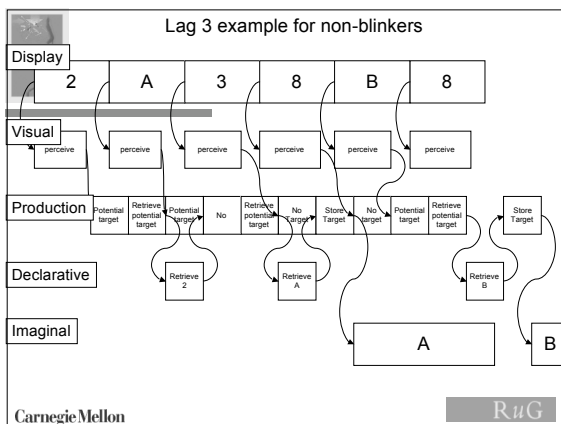 Lag 3 example for non-blinkers
Display
2 A 3 8 B 8
Visual
perceive perceive perceive perceive perceive perceive
Production
Potential target
Retrieve potential target
Potential target
No
Retrieve potential target
No Target
Store Target
No target
Potential target
Retrieve potential target
Store Target
Declarative
Retrieve 2
Retrieve A
Retrieve B
Imaginal
A
B
Carnegie Mellon
RuG